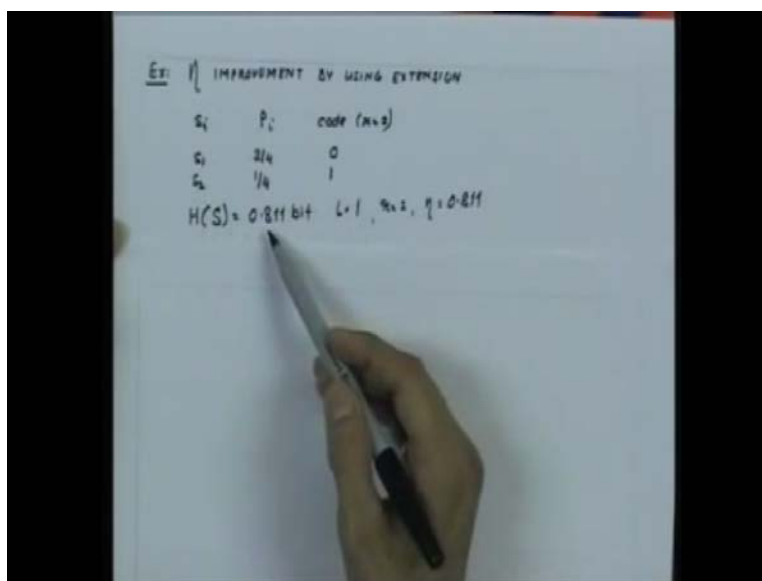 Ex: η IMPROVEMENT BY USING EXTENSION
Si Pi code (r=2)
S1 3/4 0
S2 1/4 1
H(S) = 0.811 bit L=1, r=2, η=0.811